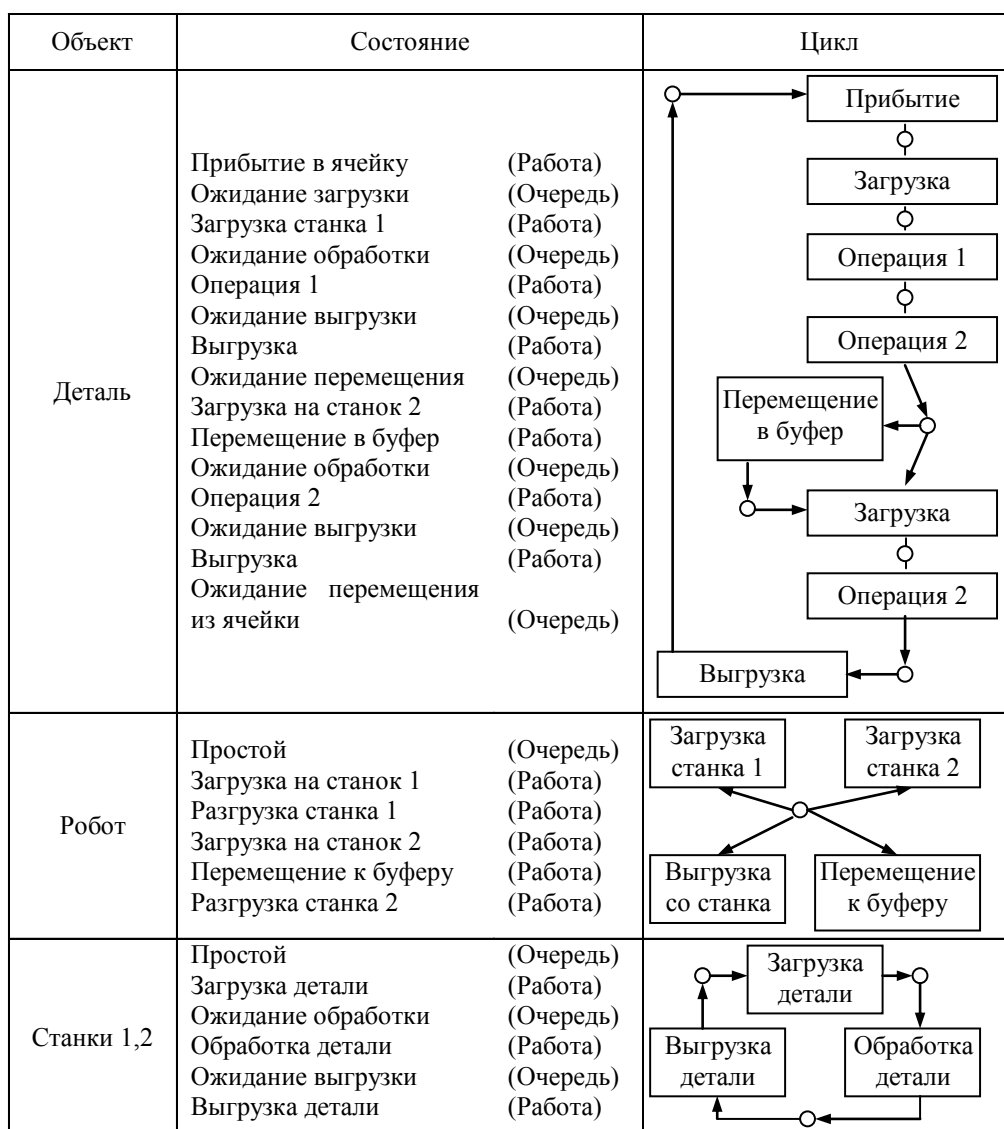 Объект Состояние Цикл
Деталь
Прибытие в ячейку (Работа)
Ожидание загрузки (Очередь)
Загрузка станка 1 (Работа)
Ожидание обработки (Очередь)
Операция 1 (Работа)
Ожидание выгрузки (Очередь)
Выгрузка (Работа)
Ожидание перемещения (Очередь)
Загрузка на станок 2 (Работа)
Перемещение в буфер (Работа)
Ожидание обработки (Очередь)
Операция 2 (Работа)
Ожидание выгрузки (Очередь)
Выгрузка (Работа)
Ожидание перемещения
из ячейки (Очередь)
Прибытие
Загрузка
Операция 1
Операция 2
Перемещение
в буфер
Загрузка
Операция 2
Выгрузка
Робот
Простой (Очередь)
Загрузка на станок 1 (Работа)
Разгрузка станка 1 (Работа)
Загрузка на станок 2 (Работа)
Перемещение к буферу (Работа)
Разгрузка станка 2 (Работа)
Загрузка
станка 1
Загрузка
станка 2
Выгрузка
со станка
Перемещение
к буферу
Станки 1,2
Простой (Очередь)
Загрузка детали (Работа)
Ожидание обработки (Очередь)
Обработка детали (Работа)
Ожидание выгрузки (Очередь)
Выгрузка детали (Работа)
Загрузка
детали
Выгрузка
детали
Обработка
детали